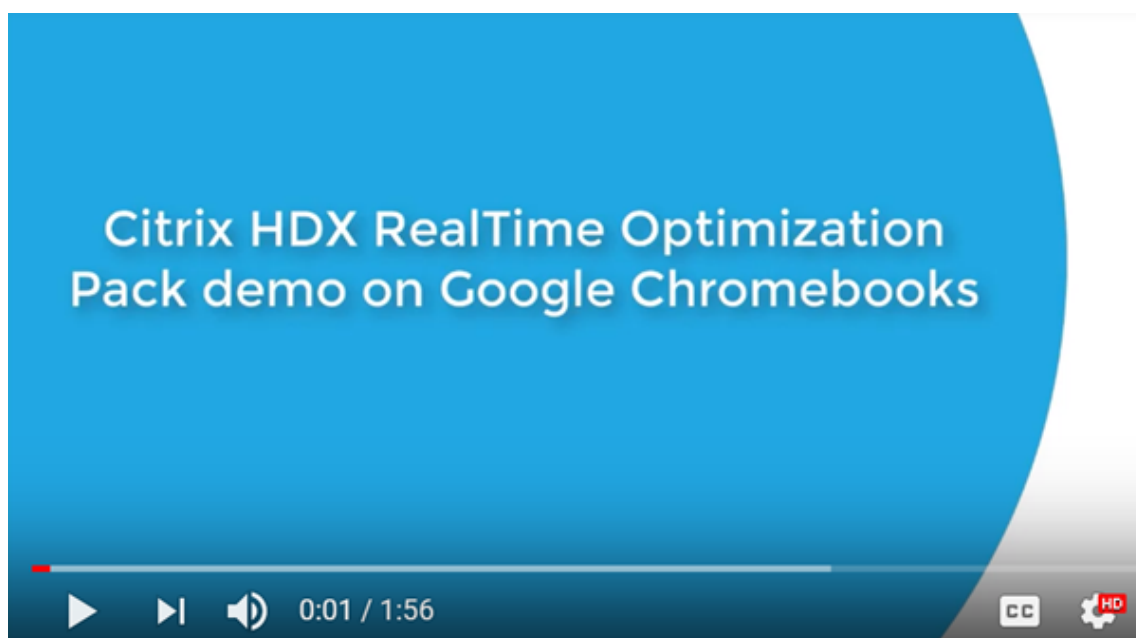 Citrix HDX RealTime Optimization
Pack demo on Google Chromebooks
0:01 / 1:56
CC
HD